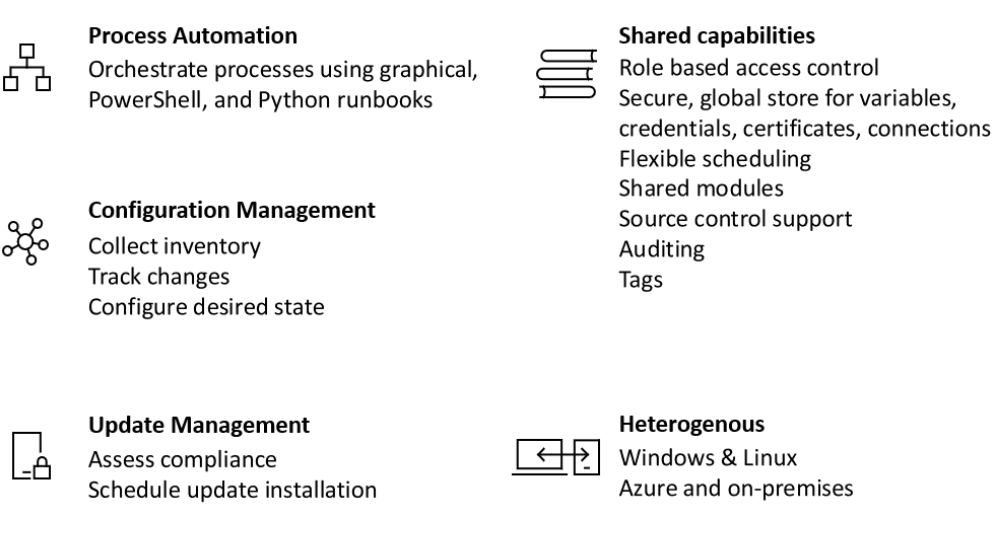 Process Automation
Orchestrate processes using graphical,
PowerShell, and Python runbooks
Configuration Management
Collect inventory
Track changes
Configure desired state
Update Management
Assess compliance
Schedule update installation
Shared capabilities
Role based access control
Secure, global store for variables,
credentials, certificates, connections
Flexible scheduling
Shared modules
Source control support
Auditing
Tags
Heterogenous
Windows & Linux
Azure and on-premises